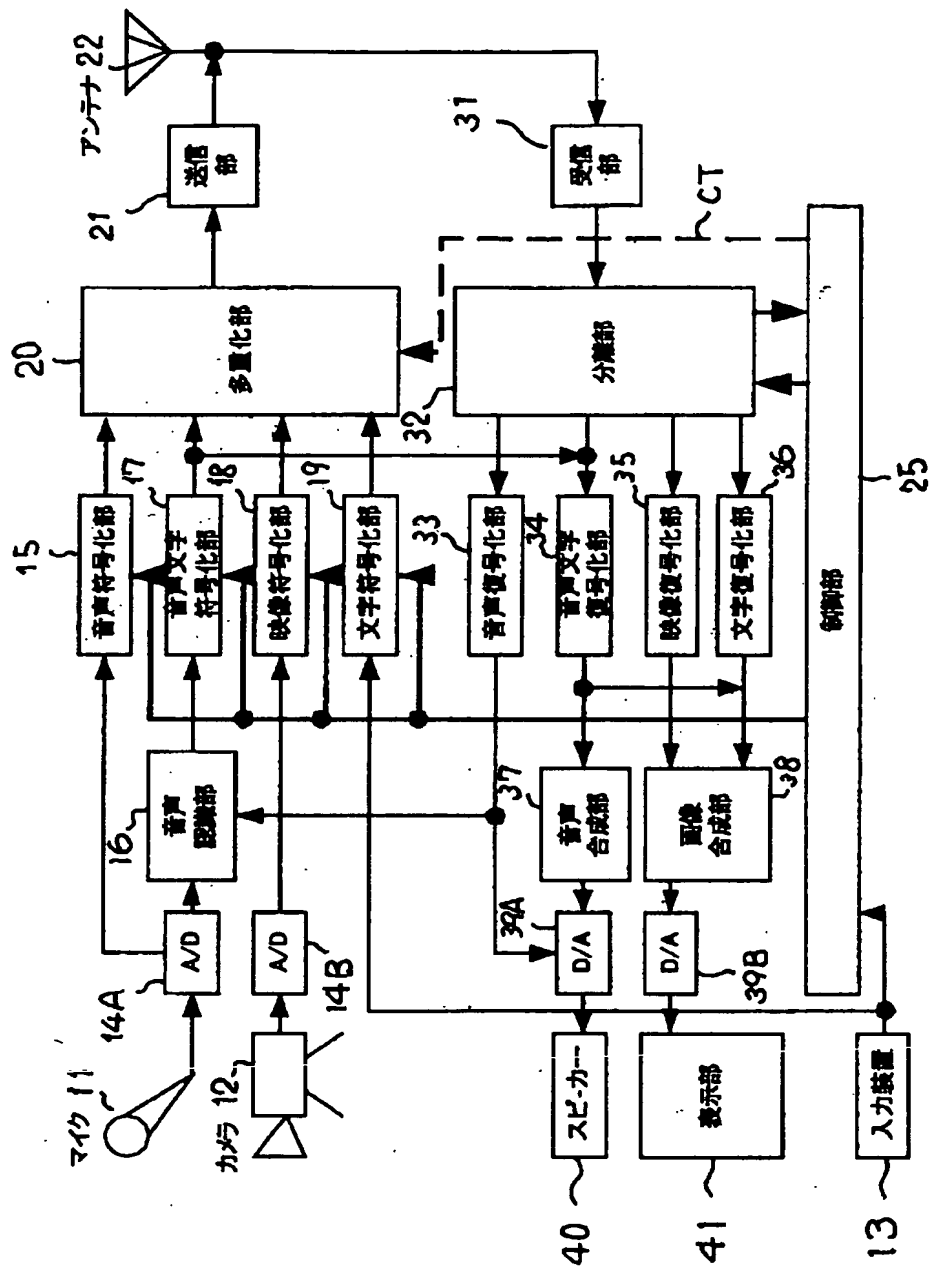 マイク 11
14A
A/D
16
音声
認識部
15
音声符号化部
17
音声文字
符号化部
カメラ 12
14B
A/D
18
映像符号化部
19
文字符号化部
20
多重化部
21
送信
部
アンテナ 22
31
受信
部
CT
32
分離部
33
音声復号化部
34
音声文字
復号化部
35
映像復号化部
36
文字復号化部
37
音声
合成部
38
画像
合成部
39A
D/A
39B
D/A
40
スピーカー
41
表示部
13
入力装置
25
制御部